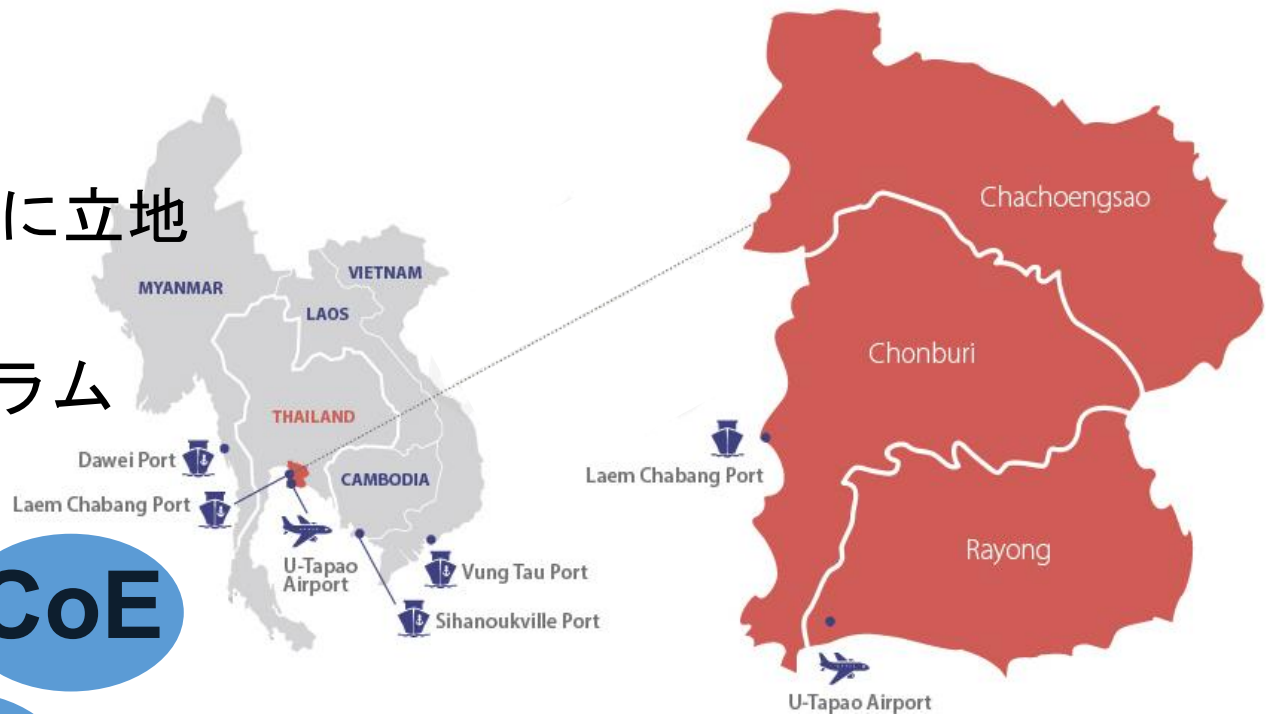 に立地
ラム
MYANMAR
VIETNAM
LAOS
THAILAND
CAMBODIA
Dawei Port
Laem Chabang Port
U-Tapao
Airport
Vung Tau Port
Sihanoukville Port
CoE
Chachoengsao
Chonburi
Laem Chabang Port
Rayong
U-Tapao Airport